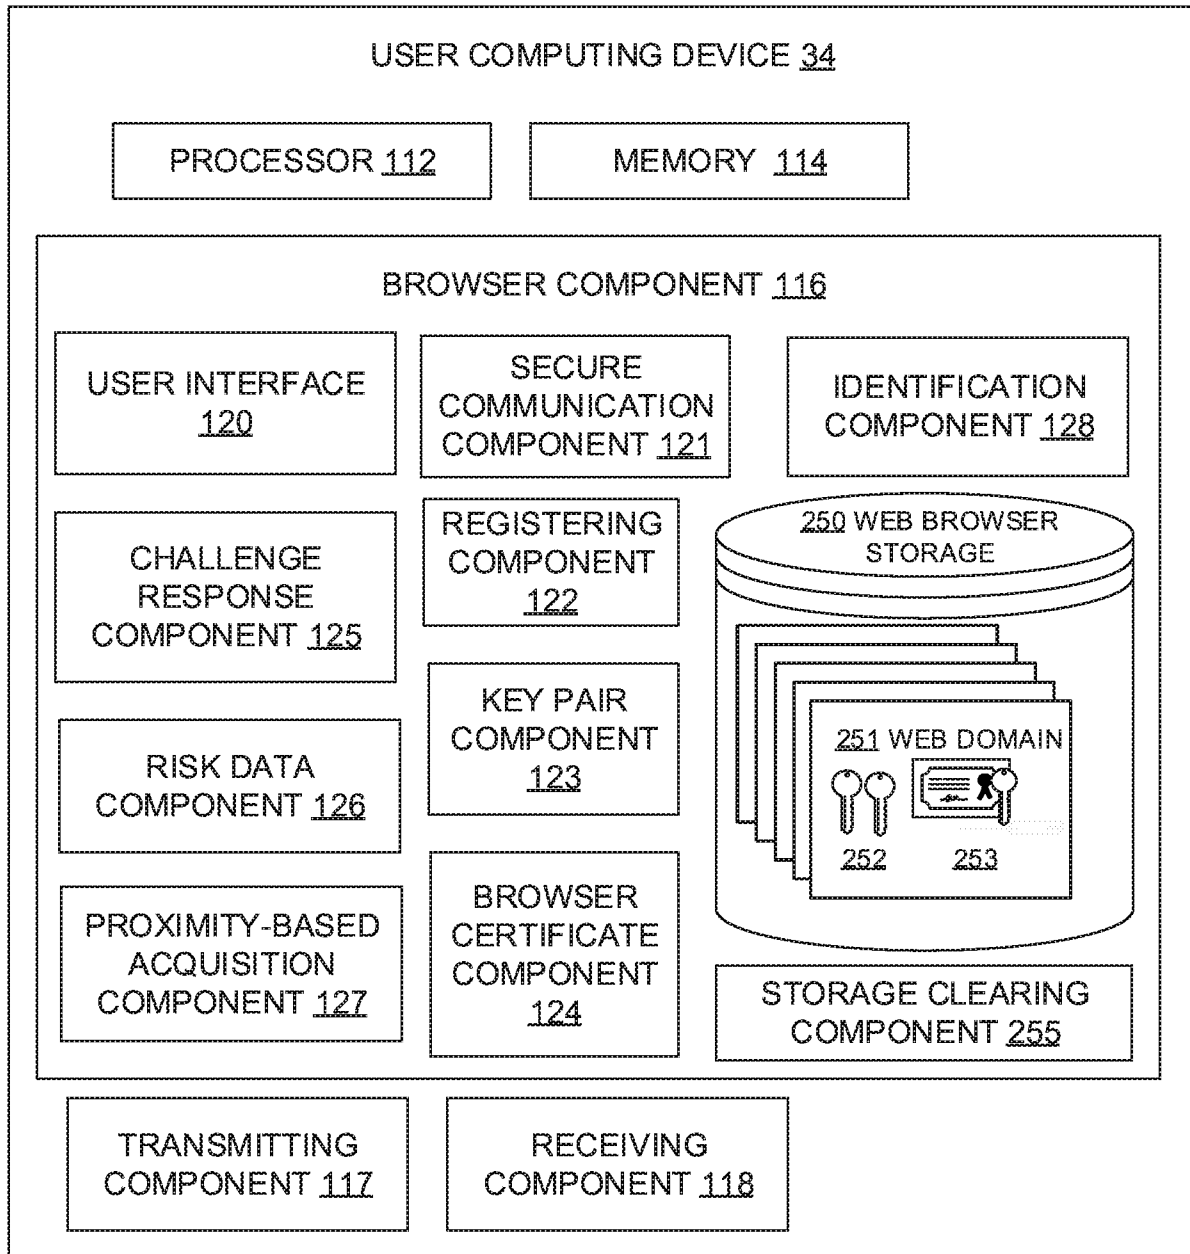 USER COMPUTING DEVICE 34
PROCESSOR 112
MEMORY 114
BROWSER COMPONENT 116
USER INTERFACE
120
SECURE
COMMUNICATION
COMPONENT 121
IDENTIFICATION
COMPONENT 128
CHALLENGE
RESPONSE
COMPONENT 125
REGISTERING
COMPONENT
122
250 WEB BROWSER
STORAGE
KEY PAIR
COMPONENT
123
251 WEB DOMAIN
252
253
RISK DATA
COMPONENT 126
PROXIMITY-BASED
ACQUISITION
COMPONENT 127
BROWSER
CERTIFICATE
COMPONENT
124
STORAGE CLEARING
COMPONENT 255
TRANSMITTING
COMPONENT 117
RECEIVING
COMPONENT 118